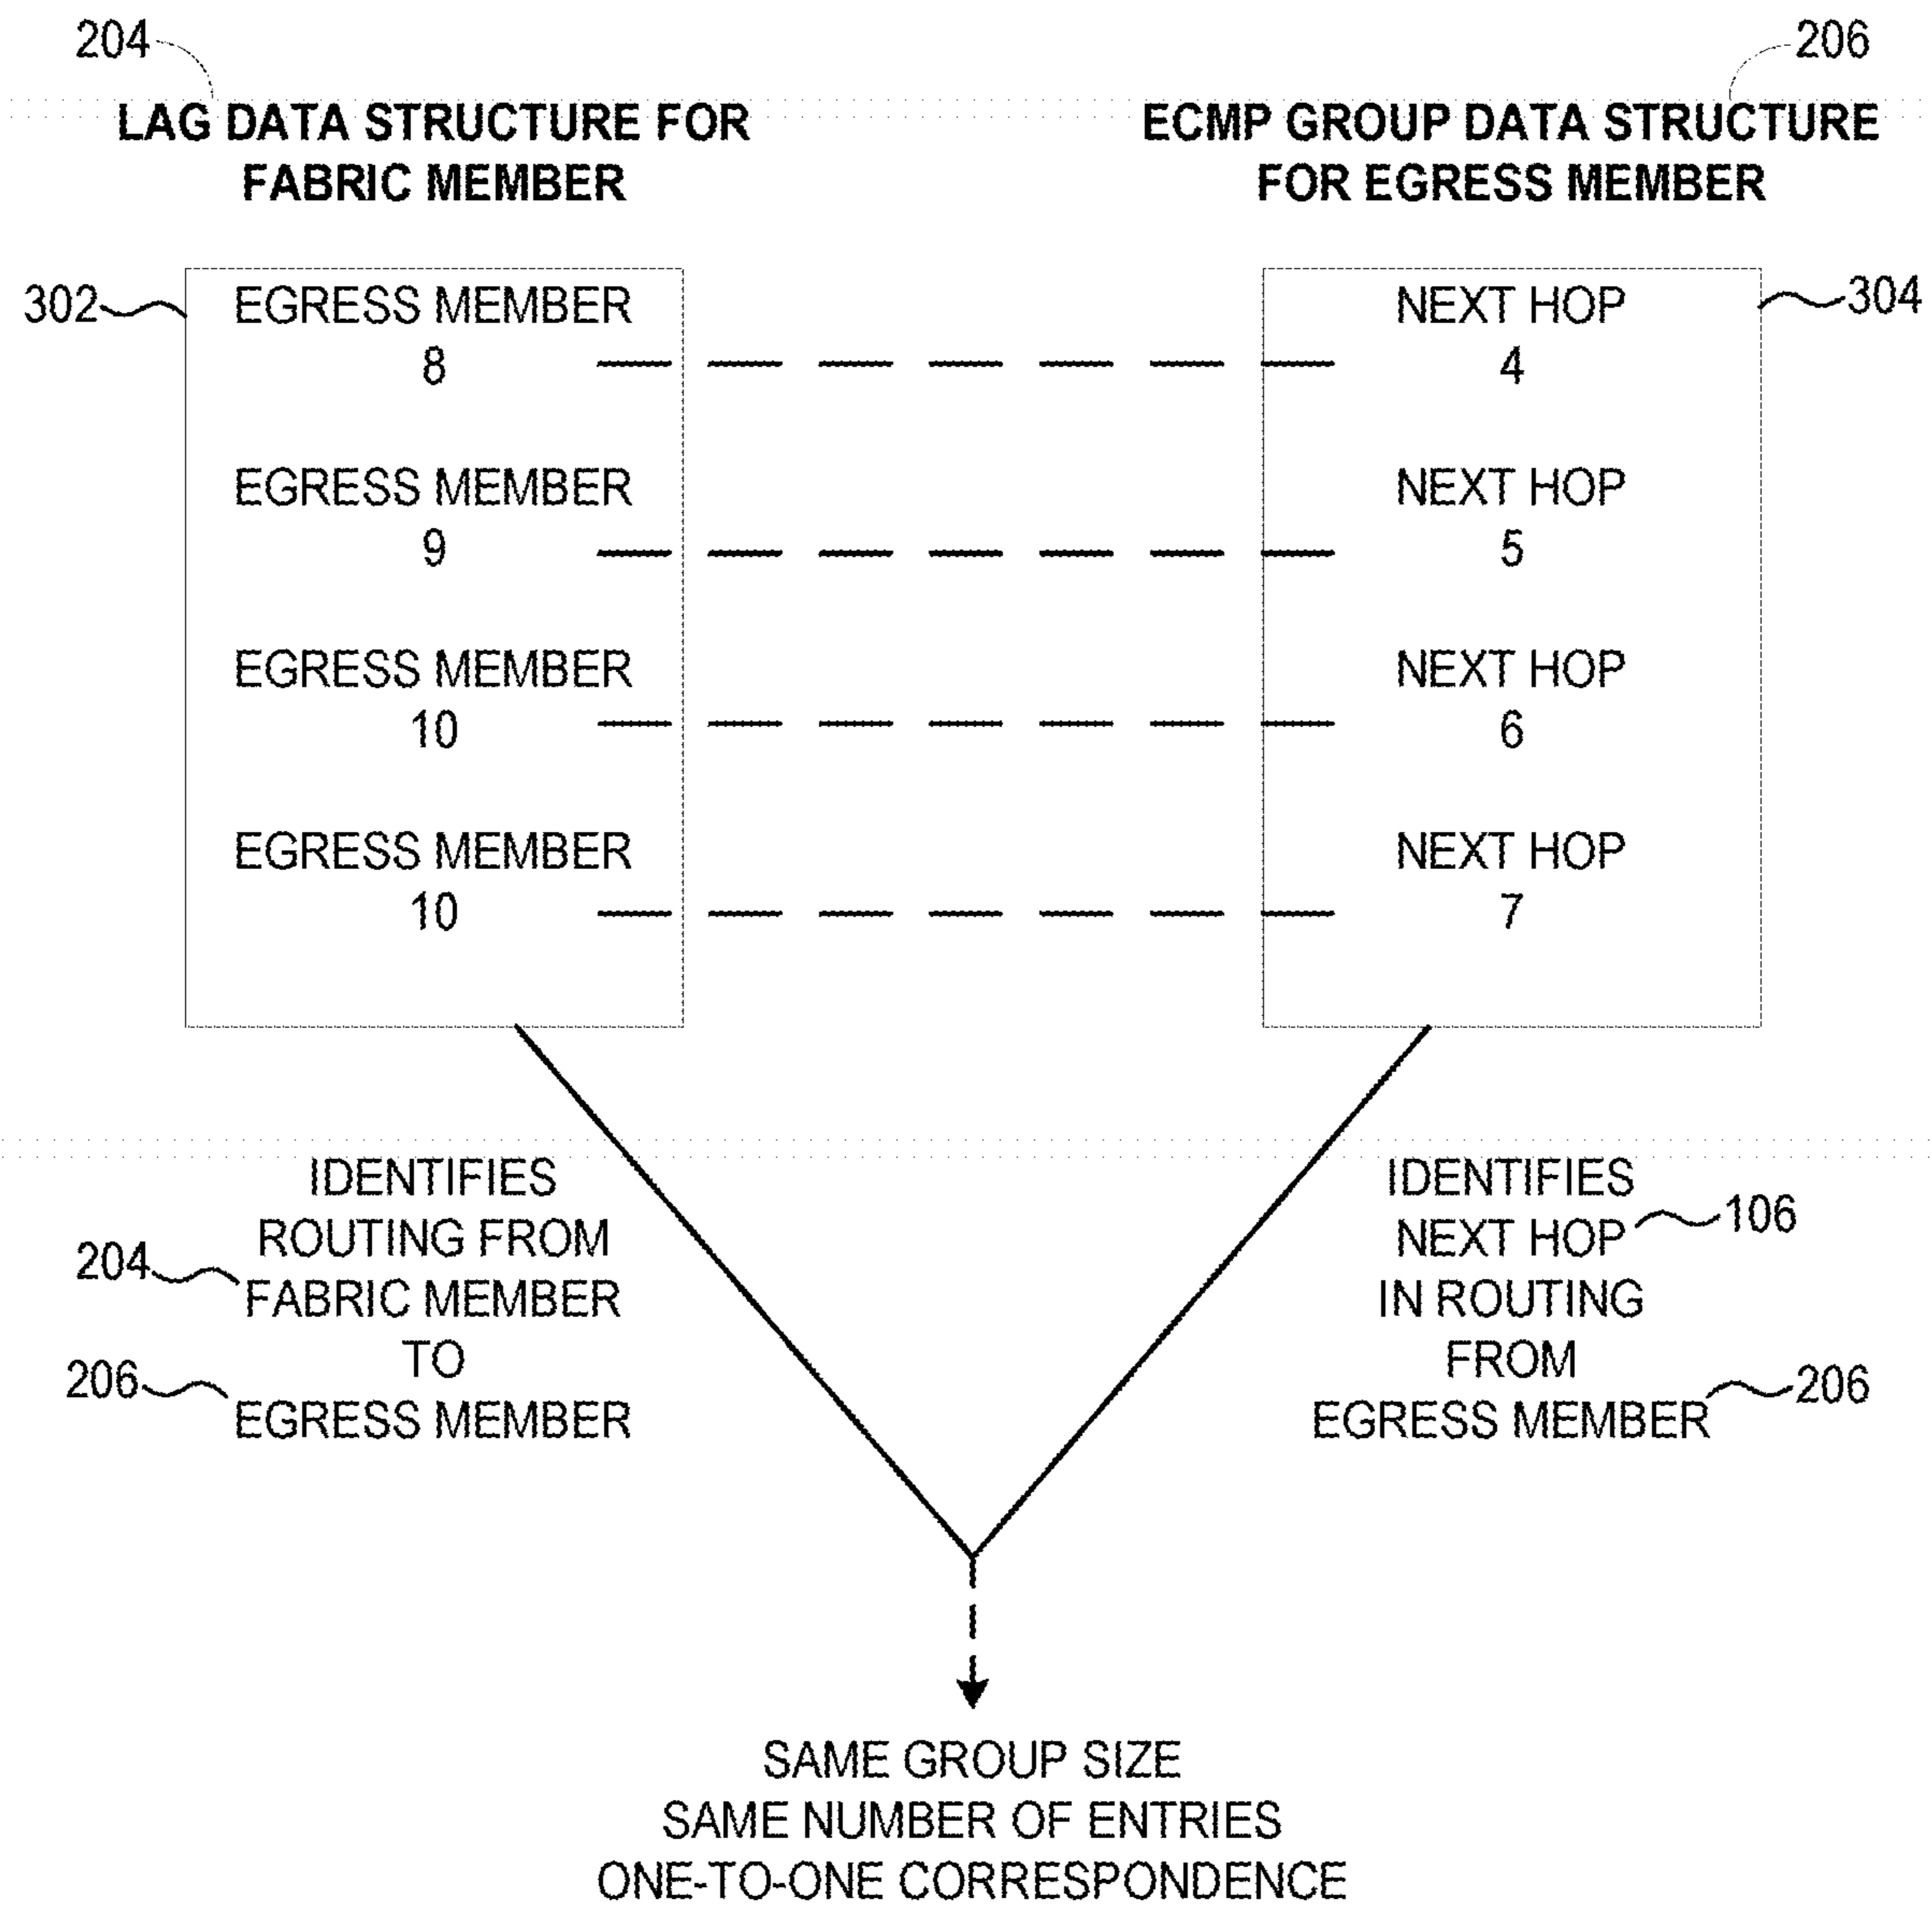 204
206
LAG DATA STRUCTURE FOR
FABRIC MEMBER
ECMP GROUP DATA STRUCTURE
FOR EGRESS MEMBER
302
EGRESS MEMBER
8
NEXT HOP
4
304
EGRESS MEMBER
9
NEXT HOP
5
EGRESS MEMBER
10
NEXT HOP
6
EGRESS MEMBER
10
NEXT HOP
7
IDENTIFIES
ROUTING FROM
204
FABRIC MEMBER
TO
206
EGRESS MEMBER
IDENTIFIES
NEXT HOP
106
IN ROUTING
FROM
EGRESS MEMBER
206
SAME GROUP SIZE
SAME NUMBER OF ENTRIES
ONE-TO-ONE CORRESPONDENCE